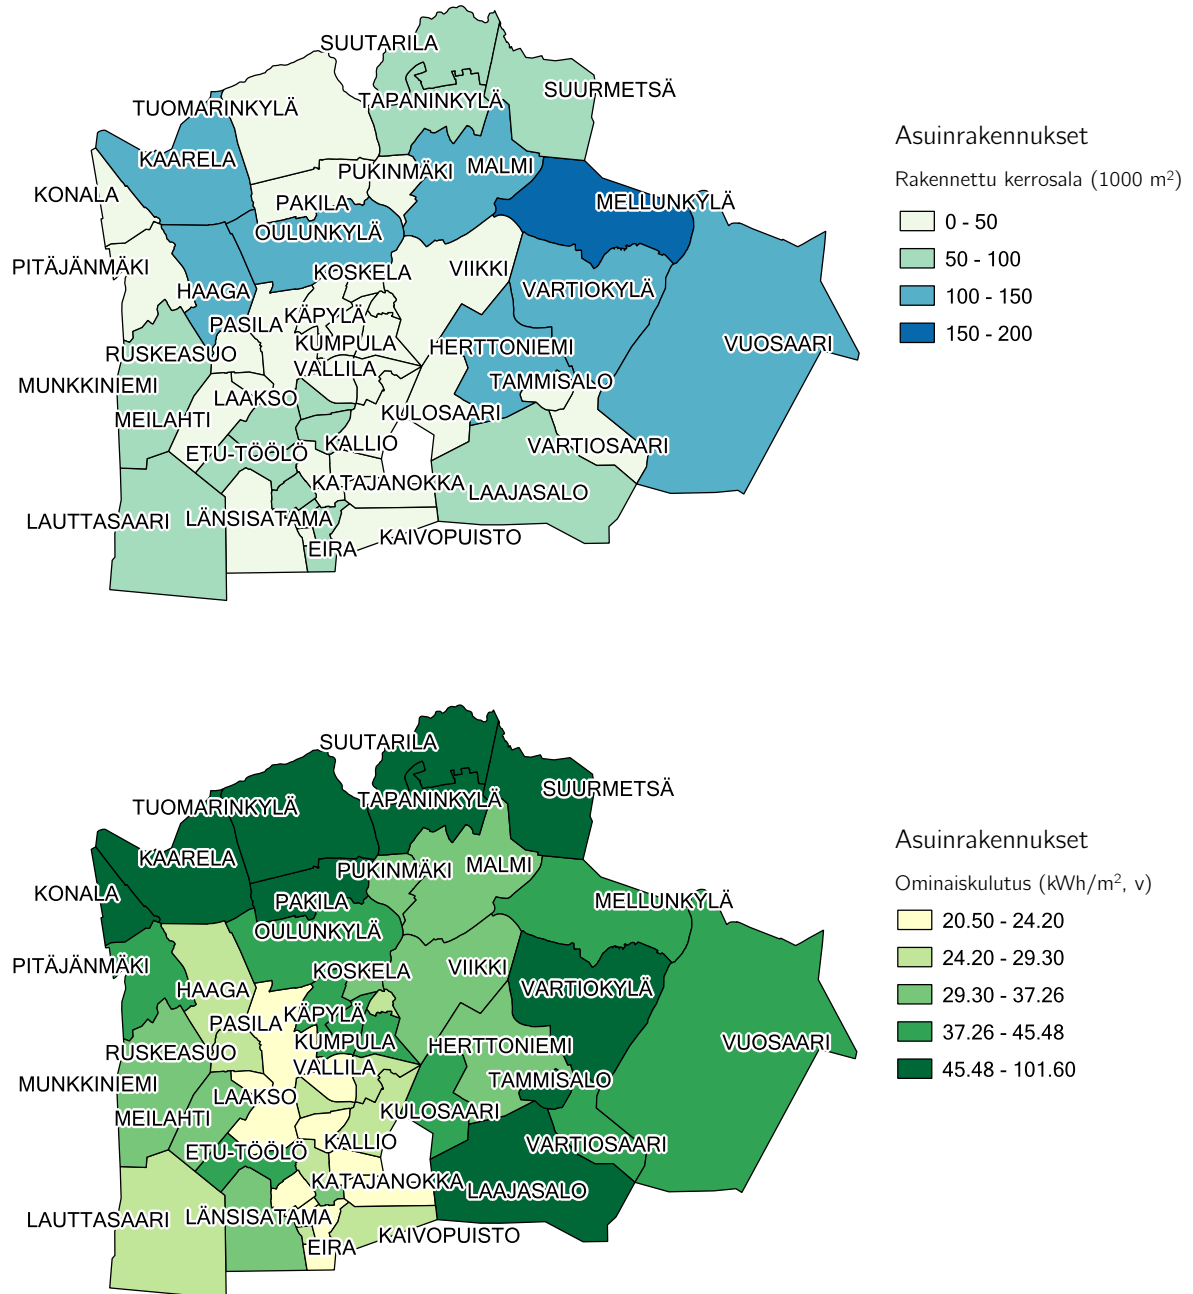 SUUTARILA
SUURMETSÄ
TUOMARINKYLÄ
TAPANINKYLÄ
KAARELA
PUKINMÄKI
MALMI
KONALA
PAKILA
MELLUNKYLÄ
OULUNKYLÄ
PITÄJÄNMÄKI
KOSKELA
VIIKKI
HAAGA
VARTIOKYLÄ
PASILA
KÄPYLÄ
RUSKEASUO
KUMPULA
HERTTONIEMI
VUOSAARI
VALLILA
MUNKKINIEMI
TAMMISALO
LAAKSO
MEILAHTI
KULOSAARI
ETU-TÖÖLÖ
KALLIO
VARTIOSAARI
KATAJANOKKA
LAAJASALO
LAUTTASAARI
LÄNSISATAMA
EIRA
KAIVOPUISTO
Asuinrakennukset
Rakennettu kerrosala (1000 m²)
0 - 50
50 - 100
100 - 150
150 - 200
SUUTARILA
SUURMETSÄ
TUOMARINKYLÄ
TAPANINKYLÄ
KAARELA
PUKINMÄKI
MALMI
KONALA
PAKILA
MELLUNKYLÄ
OULUNKYLÄ
PITÄJÄNMÄKI
KOSKELA
VIIKKI
HAAGA
VARTIOKYLÄ
PASILA
KÄPYLÄ
RUSKEASUO
KUMPULA
HERTTONIEMI
VUOSAARI
VALLILA
MUNKKINIEMI
TAMMISALO
LAAKSO
MEILAHTI
KULOSAARI
ETU-TÖÖLÖ
KALLIO
VARTIOSAARI
KATAJANOKKA
LAAJASALO
LAUTTASAARI
LÄNSISATAMA
EIRA
KAIVOPUISTO
Asuinrakennukset
Ominaiskulutus (kWh/m², v)
20.50 - 24.20
24.20 - 29.30
29.30 - 37.26
37.26 - 45.48
45.48 - 101.60